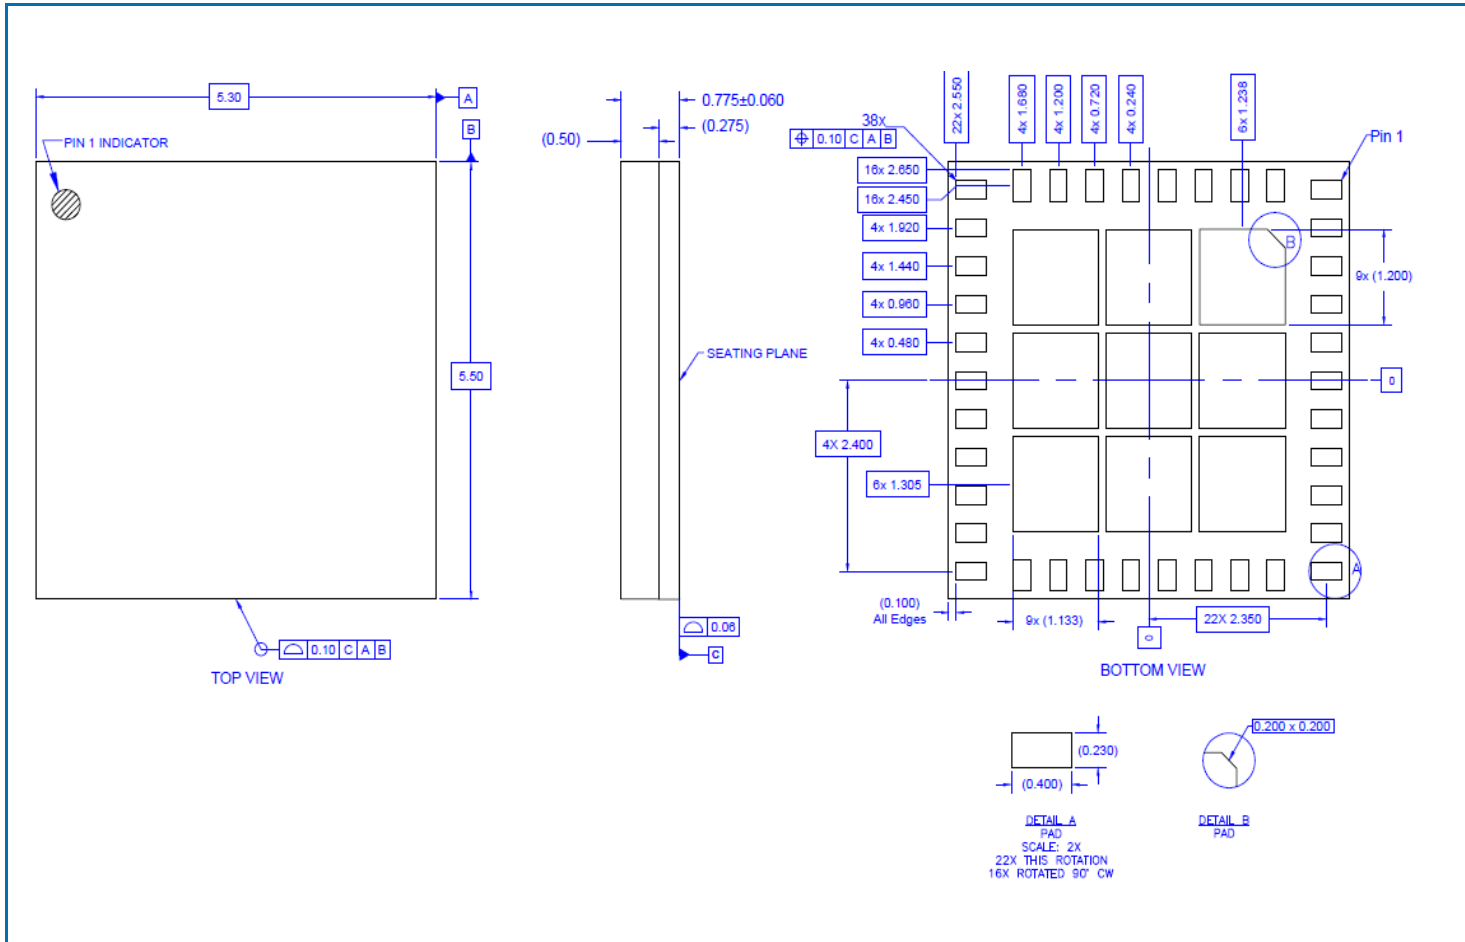 5.30
A
B
PIN 1 INDICATOR
5.50
0.10 C A B
TOP VIEW
0.775±0.060
(0.275)
(0.50)
SEATING PLANE
0.06
C
38x
0.10 C A B
22x 2.550
4x 1.680
4x 1.200
4x 0.720
4x 0.240
6x 1.238
Pin 1
16x 2.650
16x 2.450
4x 1.920
4x 1.440
4x 0.960
4x 0.480
B
9x (1.200)
0
4X 2.400
6x 1.305
A
(0.100)
All Edges
9x (1.133)
0
22X 2.350
BOTTOM VIEW
(0.230)
(0.400)
DETAIL A
PAD
SCALE: 2X
22X THIS ROTATION
16X ROTATED 90° CW
0.200 x 0.200
DETAIL B
PAD